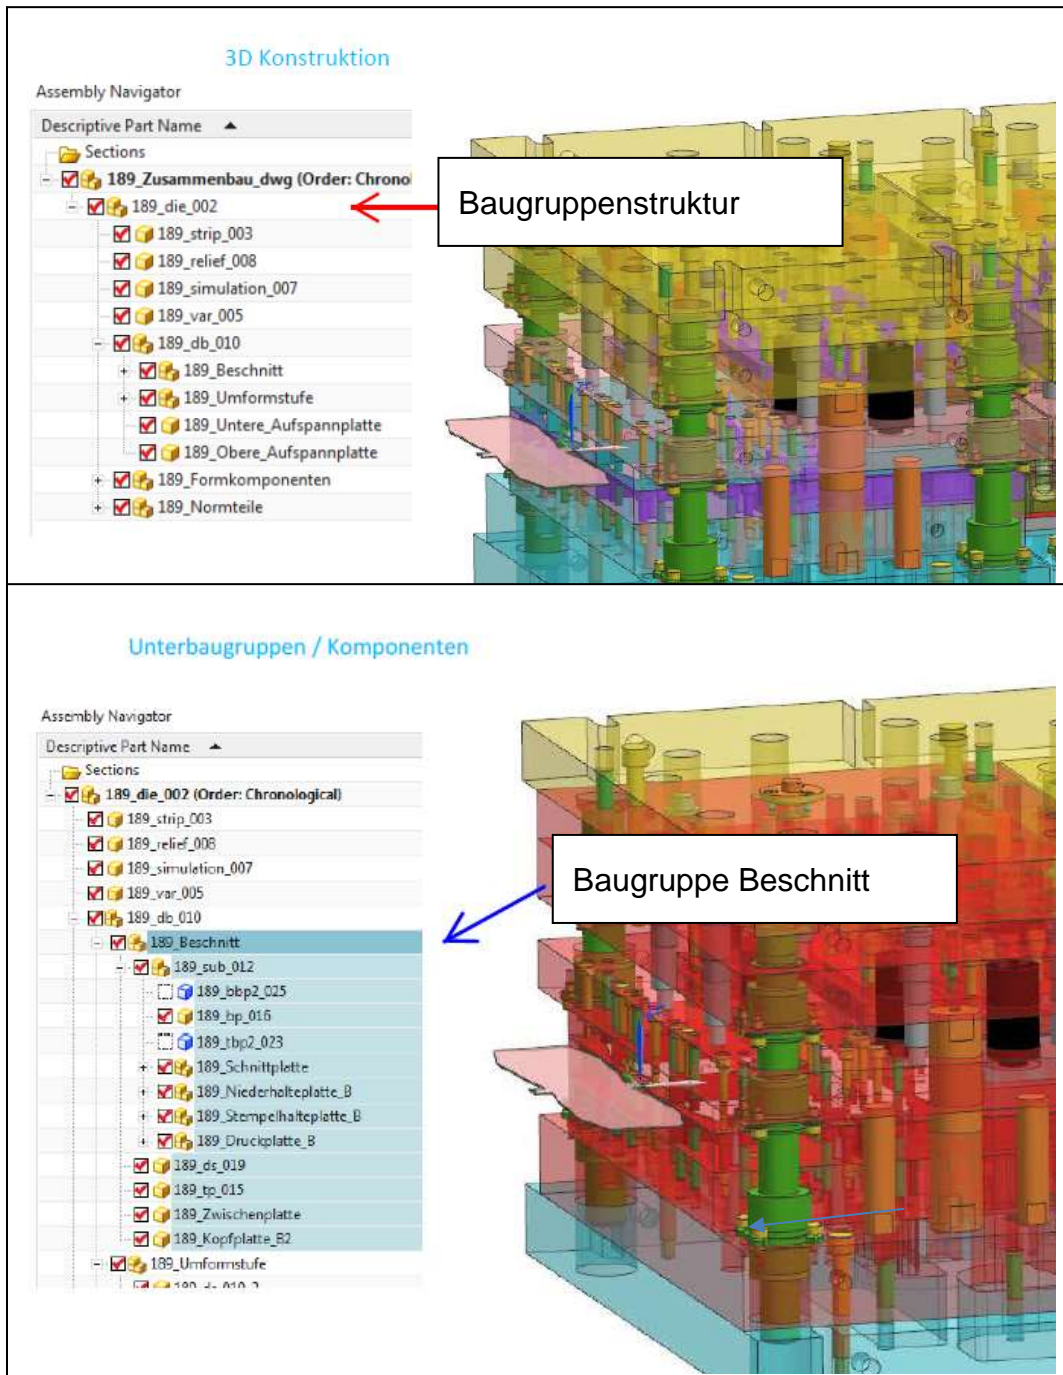 3D Konstruktion
Assembly Navigator
Descriptive Part Name
Sections
189_Zusammenbau_dwg (Order: Chronol
189_die_002
Baugruppenstruktur
189_strip_003
189_relief_008
189_simulation_007
189_var_005
189_db_010
189_Beschnitt
189_Umformstufe
189_Untere_Aufspannplatte
189_Obere_Aufspannplatte
189_Formkomponenten
189_Normteile
Unterbaugruppen / Komponenten
Assembly Navigator
Descriptive Part Name
Sections
189_die_002 (Order: Chronological)
189_strip_003
189_relief_008
189_simulation_007
189_var_005
Baugruppe Beschnitt
189_db_010
189_Beschnitt
189_sub_012
189_bbp2_025
189_bp_016
189_tbp2_023
189_Schnittplatte
189_Niederhalteplatte_B
189_Stempelhalteplatte_B
189_Druckplatte_B
189_ds_019
189_tp_015
189_Zwischenplatte
189_Kopfplatte_B2
189_Umformstufe